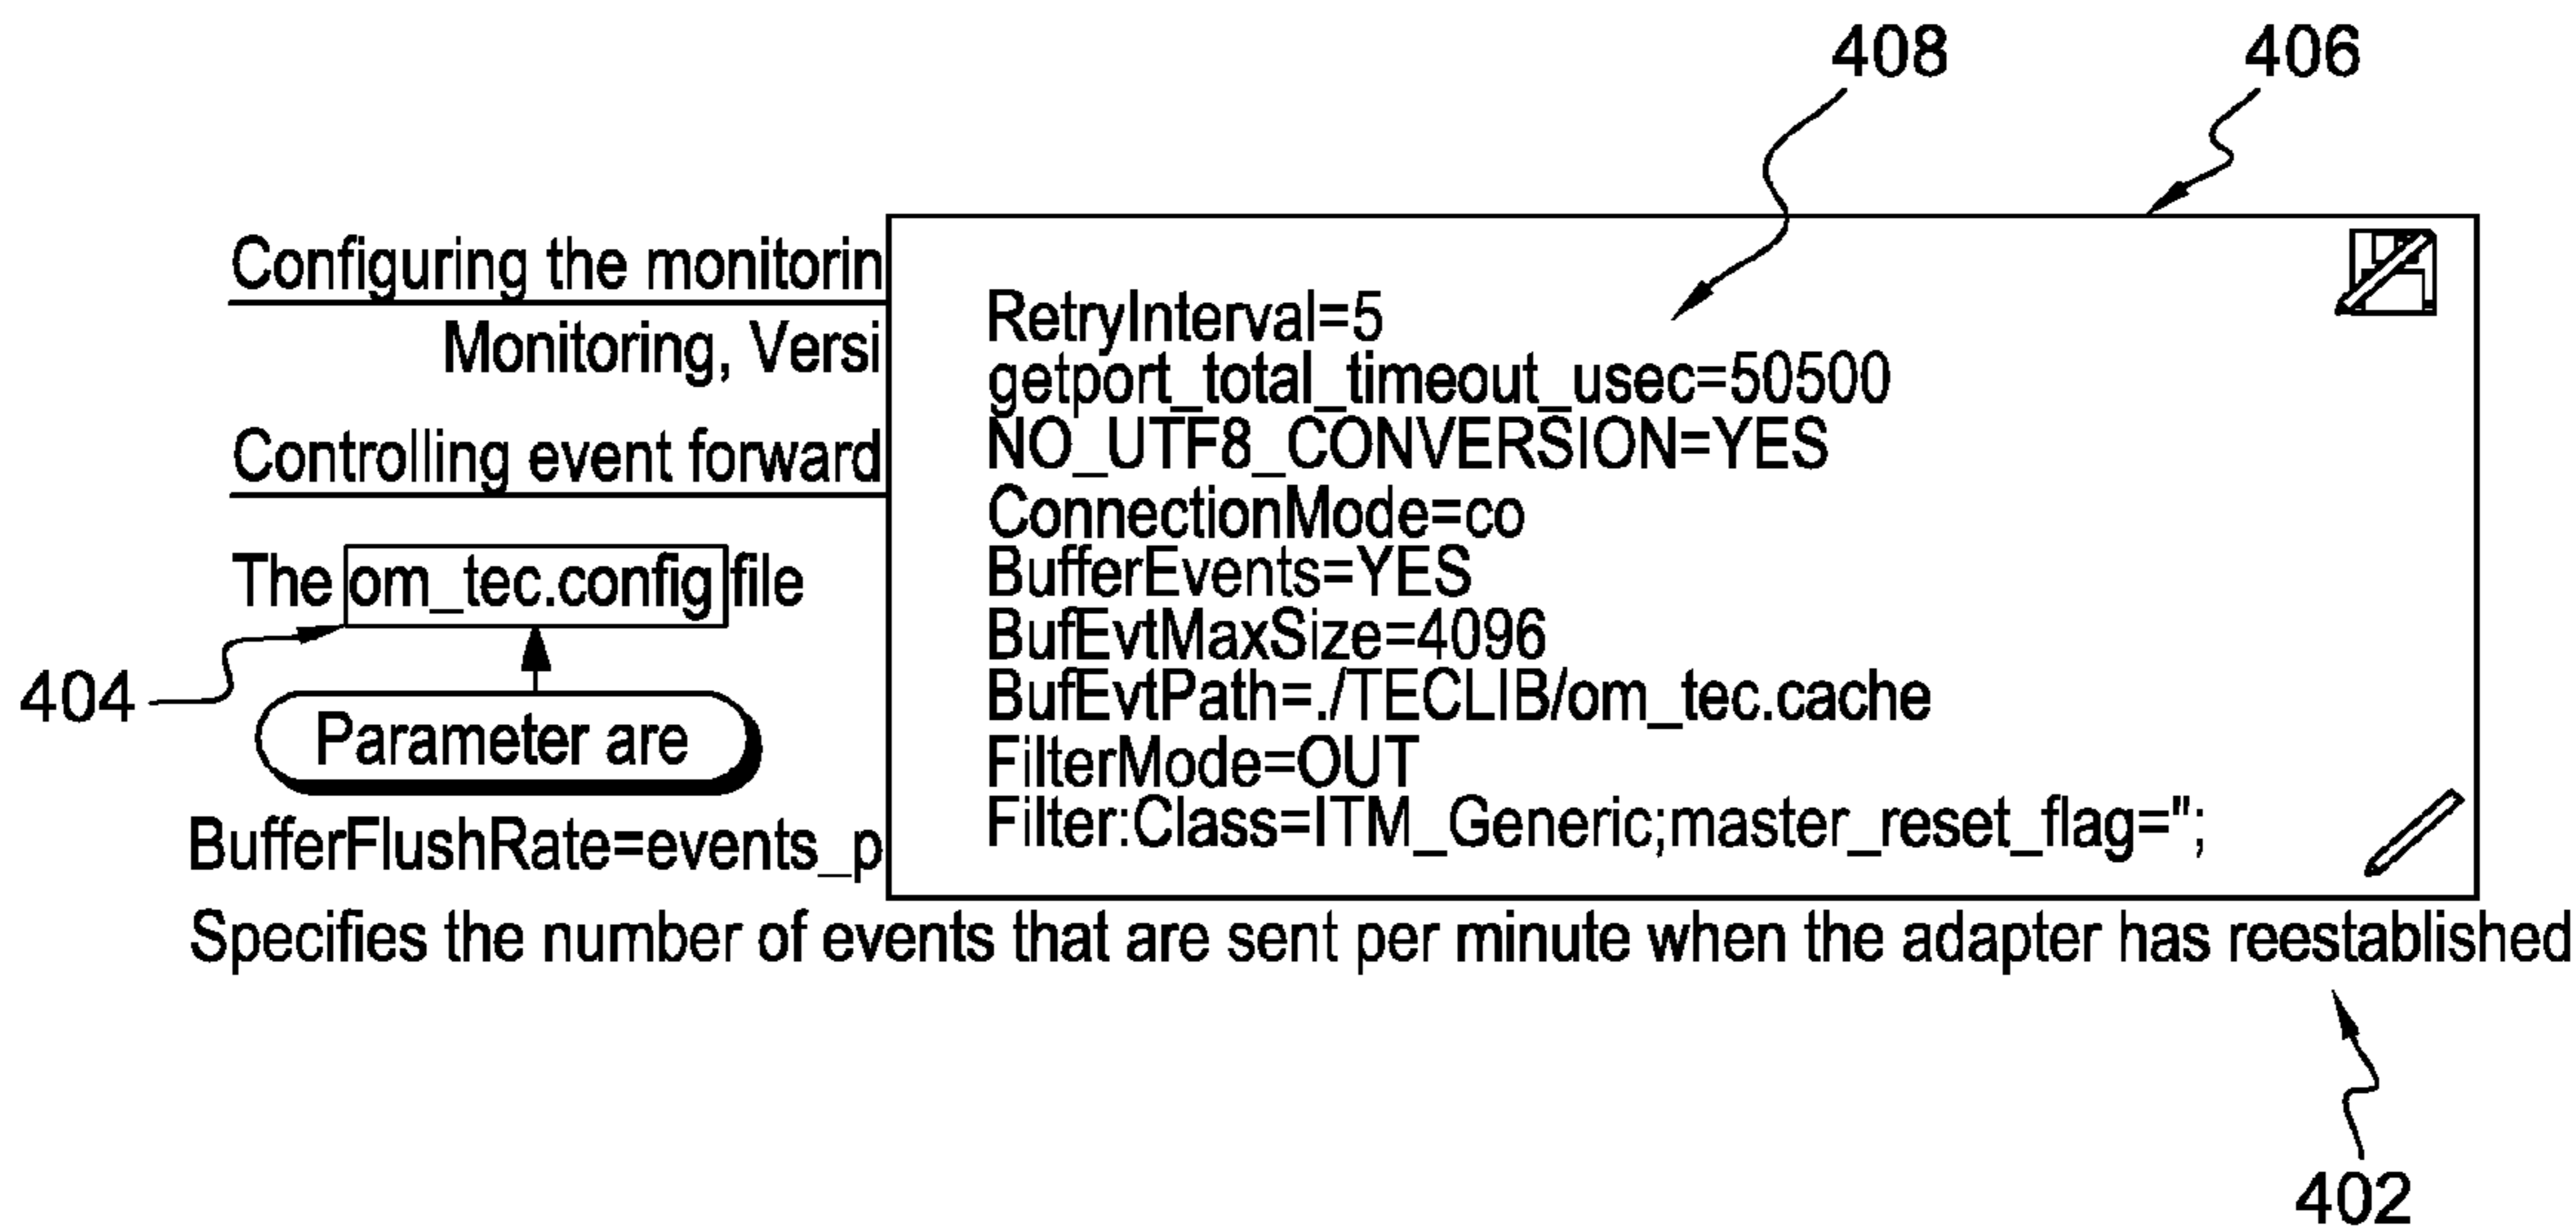 408
406
Configuring the monitorin
Monitoring, Versi
Controlling event forward
The om_tec.config file
404
Parameter are
BufferFlushRate=events_p
RetryInterval=5
getport_total_timeout_usec=50500
NO_UTF8_CONVERSION=YES
ConnectionMode=co
BufferEvents=YES
BufEvtMaxSize=4096
BufEvtPath=./TECLIB/om_tec.cache
FilterMode=OUT
Filter:Class=ITM_Generic;master_reset_flag=";
Specifies the number of events that are sent per minute when the adapter has reestablished
402